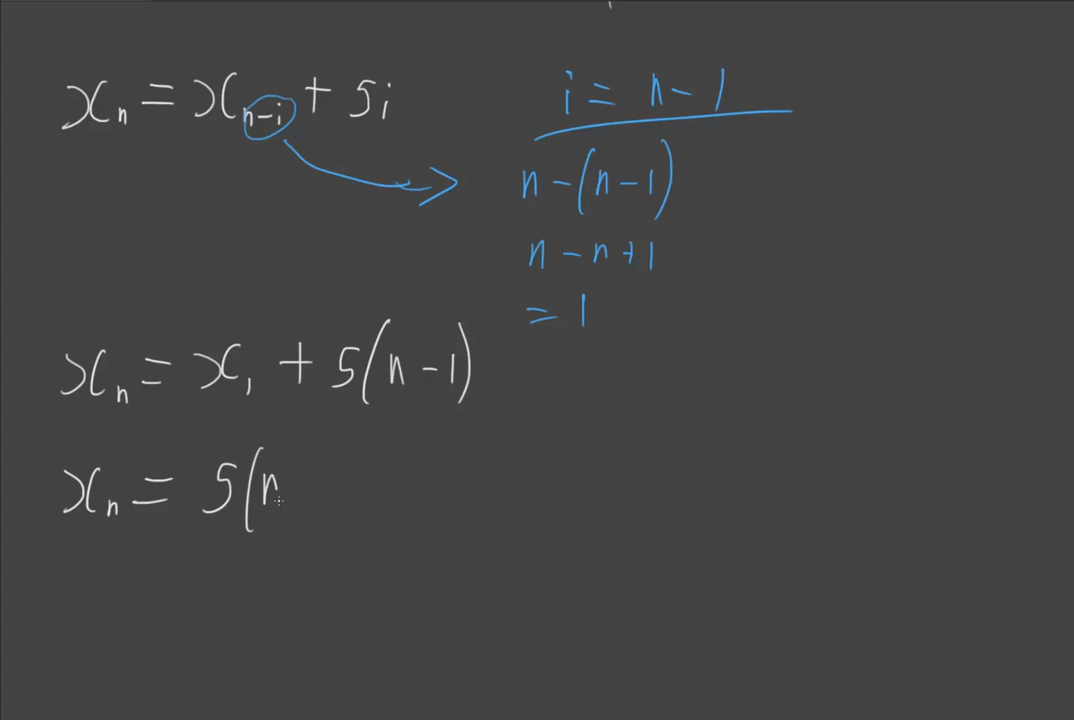 xₙ = xₙ₋ᵢ + 5i
i = n - 1
n - (n - 1)
n - n + 1
= 1
xₙ = x₁ + 5(n - 1)
xₙ = 5(n